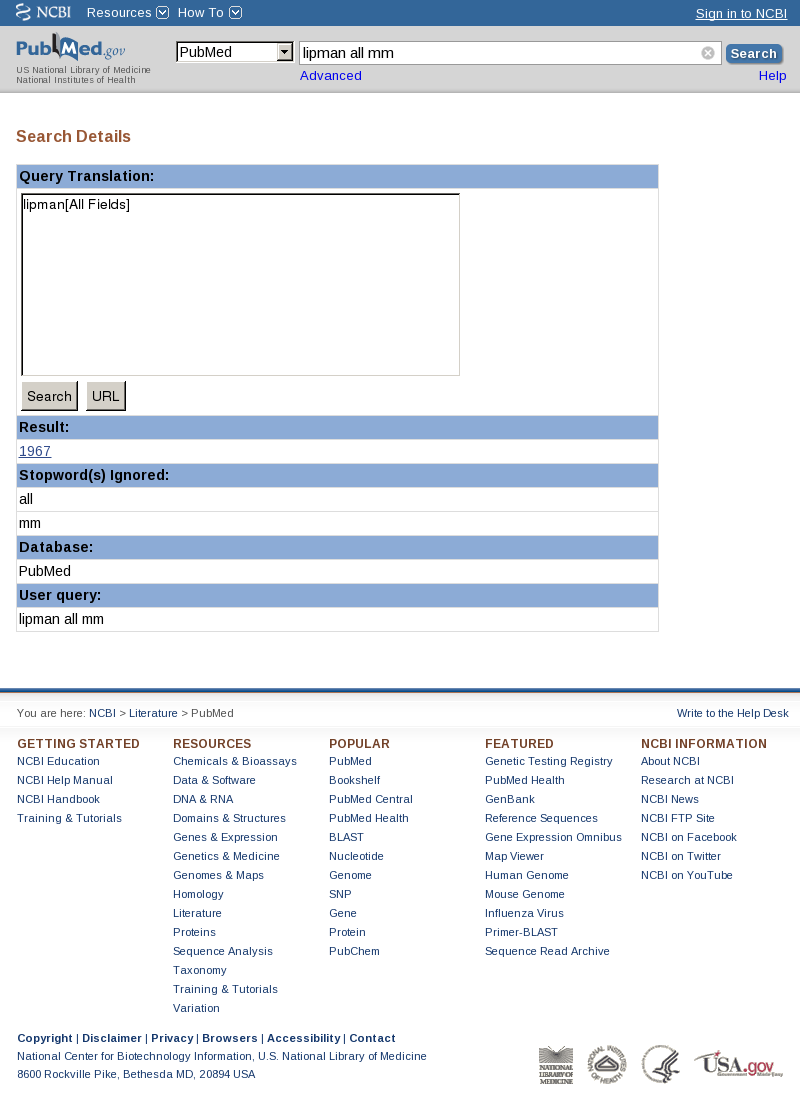 NCBI Resources How To Sign in to NCBI
PubMed.gov
US National Library of Medicine
National Institutes of Health
PubMed
lipman all mm
Search
Advanced
Help
Search Details
Query Translation:
lipman[All Fields]
Search URL
Result:
1967
Stopword(s) Ignored:
all
mm
Database:
PubMed
User query:
lipman all mm
You are here: NCBI > Literature > PubMed
Write to the Help Desk
GETTING STARTED
NCBI Education
NCBI Help Manual
NCBI Handbook
Training & Tutorials
RESOURCES
Chemicals & Bioassays
Data & Software
DNA & RNA
Domains & Structures
Genes & Expression
Genetics & Medicine
Genomes & Maps
Homology
Literature
Proteins
Sequence Analysis
Taxonomy
Training & Tutorials
Variation
POPULAR
PubMed
Bookshelf
PubMed Central
PubMed Health
BLAST
Nucleotide
Genome
SNP
Gene
Protein
PubChem
FEATURED
Genetic Testing Registry
PubMed Health
GenBank
Reference Sequences
Gene Expression Omnibus
Map Viewer
Human Genome
Mouse Genome
Influenza Virus
Primer-BLAST
Sequence Read Archive
NCBI INFORMATION
About NCBI
Research at NCBI
NCBI News
NCBI FTP Site
NCBI on Facebook
NCBI on Twitter
NCBI on YouTube
Copyright | Disclaimer | Privacy | Browsers | Accessibility | Contact
National Center for Biotechnology Information, U.S. National Library of Medicine
8600 Rockville Pike, Bethesda MD, 20894 USA
NATIONAL
LIBRARY OF
MEDICINE
NATIONAL INSTITUTES OF HEALTH
USA.gov
Government Made Easy